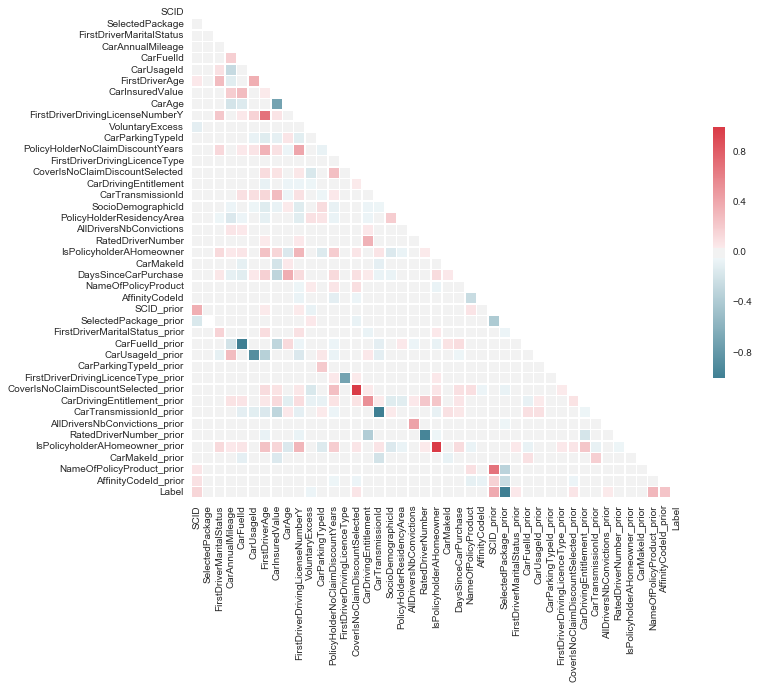 SCID
SelectedPackage
FirstDriverMaritalStatus
CarAnnualMileage
CarFuelId
CarUsageId
FirstDriverAge
CarInsuredValue
CarAge
FirstDriverDrivingLicenseNumberY
VoluntaryExcess
CarParkingTypeId
PolicyHolderNoClaimDiscountYears
FirstDriverDrivingLicenceType
CoverIsNoClaimDiscountSelected
CarDrivingEntitlement
CarTransmissionId
SocioDemographicId
PolicyHolderResidencyArea
AllDriversNbConvictions
RatedDriverNumber
IsPolicyholderAHomeowner
CarMakeId
DaysSinceCarPurchase
NameOfPolicyProduct
AffinityCodeId
SCID_prior
SelectedPackage_prior
FirstDriverMaritalStatus_prior
CarFuelId_prior
CarUsageId_prior
CarParkingTypeId_prior
FirstDriverDrivingLicenceType_prior
CoverIsNoClaimDiscountSelected_prior
CarDrivingEntitlement_prior
CarTransmissionId_prior
AllDriversNbConvictions_prior
RatedDriverNumber_prior
IsPolicyholderAHomeowner_prior
CarMakeId_prior
NameOfPolicyProduct_prior
AffinityCodeId_prior
Label
0.8
0.4
0.0
−0.4
−0.8
SCID
SelectedPackage
FirstDriverMaritalStatus
CarAnnualMileage
CarFuelId
CarUsageId
FirstDriverAge
CarInsuredValue
CarAge
FirstDriverDrivingLicenseNumberY
VoluntaryExcess
CarParkingTypeId
PolicyHolderNoClaimDiscountYears
FirstDriverDrivingLicenceType
CoverIsNoClaimDiscountSelected
CarDrivingEntitlement
CarTransmissionId
SocioDemographicId
PolicyHolderResidencyArea
AllDriversNbConvictions
RatedDriverNumber
IsPolicyholderAHomeowner
CarMakeId
DaysSinceCarPurchase
NameOfPolicyProduct
AffinityCodeId
SCID_prior
SelectedPackage_prior
FirstDriverMaritalStatus_prior
CarFuelId_prior
CarUsageId_prior
CarParkingTypeId_prior
FirstDriverDrivingLicenceType_prior
CoverIsNoClaimDiscountSelected_prior
CarDrivingEntitlement_prior
CarTransmissionId_prior
AllDriversNbConvictions_prior
RatedDriverNumber_prior
IsPolicyholderAHomeowner_prior
CarMakeId_prior
NameOfPolicyProduct_prior
AffinityCodeId_prior
Label